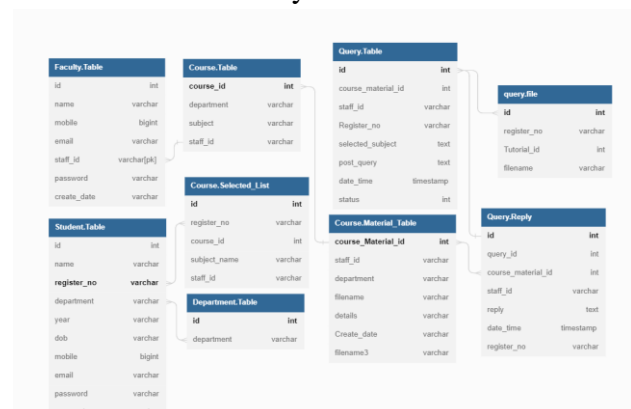 Faculty.Table
id int
name varchar
mobile bigint
email varchar
staff_id varchar[pk]
password varchar
create_date varchar
Student.Table
id int
name varchar
register_no varchar
department varchar
year varchar
dob varchar
mobile bigint
email varchar
password varchar
Course.Table
course_id int
department varchar
subject varchar
staff_id varchar
Course.Selected_List
id int
register_no varchar
course_id int
subject_name varchar
staff_id varchar
Department.Table
id int
department varchar
Query.Table
id int
course_material_id int
staff_id varchar
Register_no varchar
selected_subject text
post_query text
date_time timestamp
status int
Course.Material_Table
course_Material_id int
staff_id varchar
department varchar
filename varchar
details varchar
Create_date varchar
filename3 varchar
query.file
id int
register_no varchar
Tutorial_id int
filename varchar
Query.Reply
id int
query_id int
course_material_id int
staff_id varchar
reply text
date_time timestamp
register_no varchar